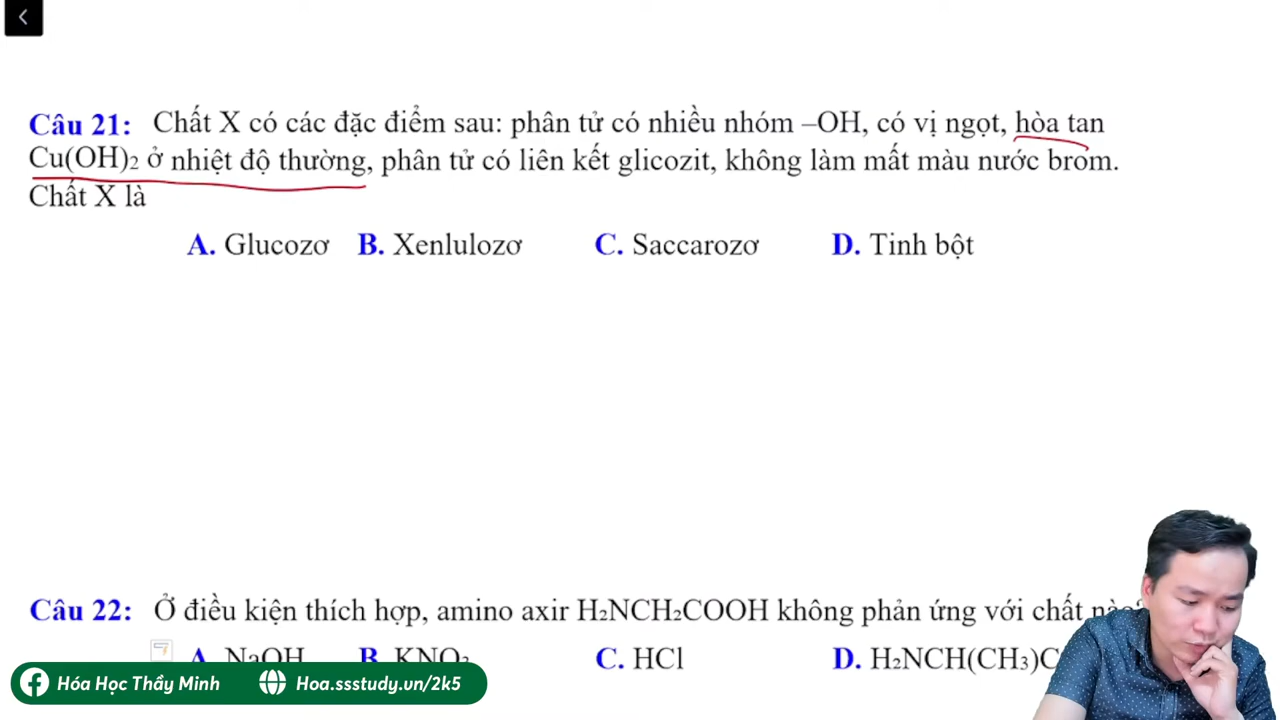 Câu 21: Chất X có các đặc điểm sau: phân tử có nhiều nhóm –OH, có vị ngọt, hòa tan
Cu(OH)₂ ở nhiệt độ thường, phân tử có liên kết glicozit, không làm mất màu nước brom.
Chất X là
A. Glucozơ B. Xenlulozơ C. Saccarozơ D. Tinh bột
Câu 22: Ở điều kiện thích hợp, amino axir H₂NCH₂COOH không phản ứng với chất
A. NaOH B. KNO₃ C. HCl D. H₂NCH(CH₃)C
Hóa Học Thầy Minh Hoa.ssstudy.vn/2k5